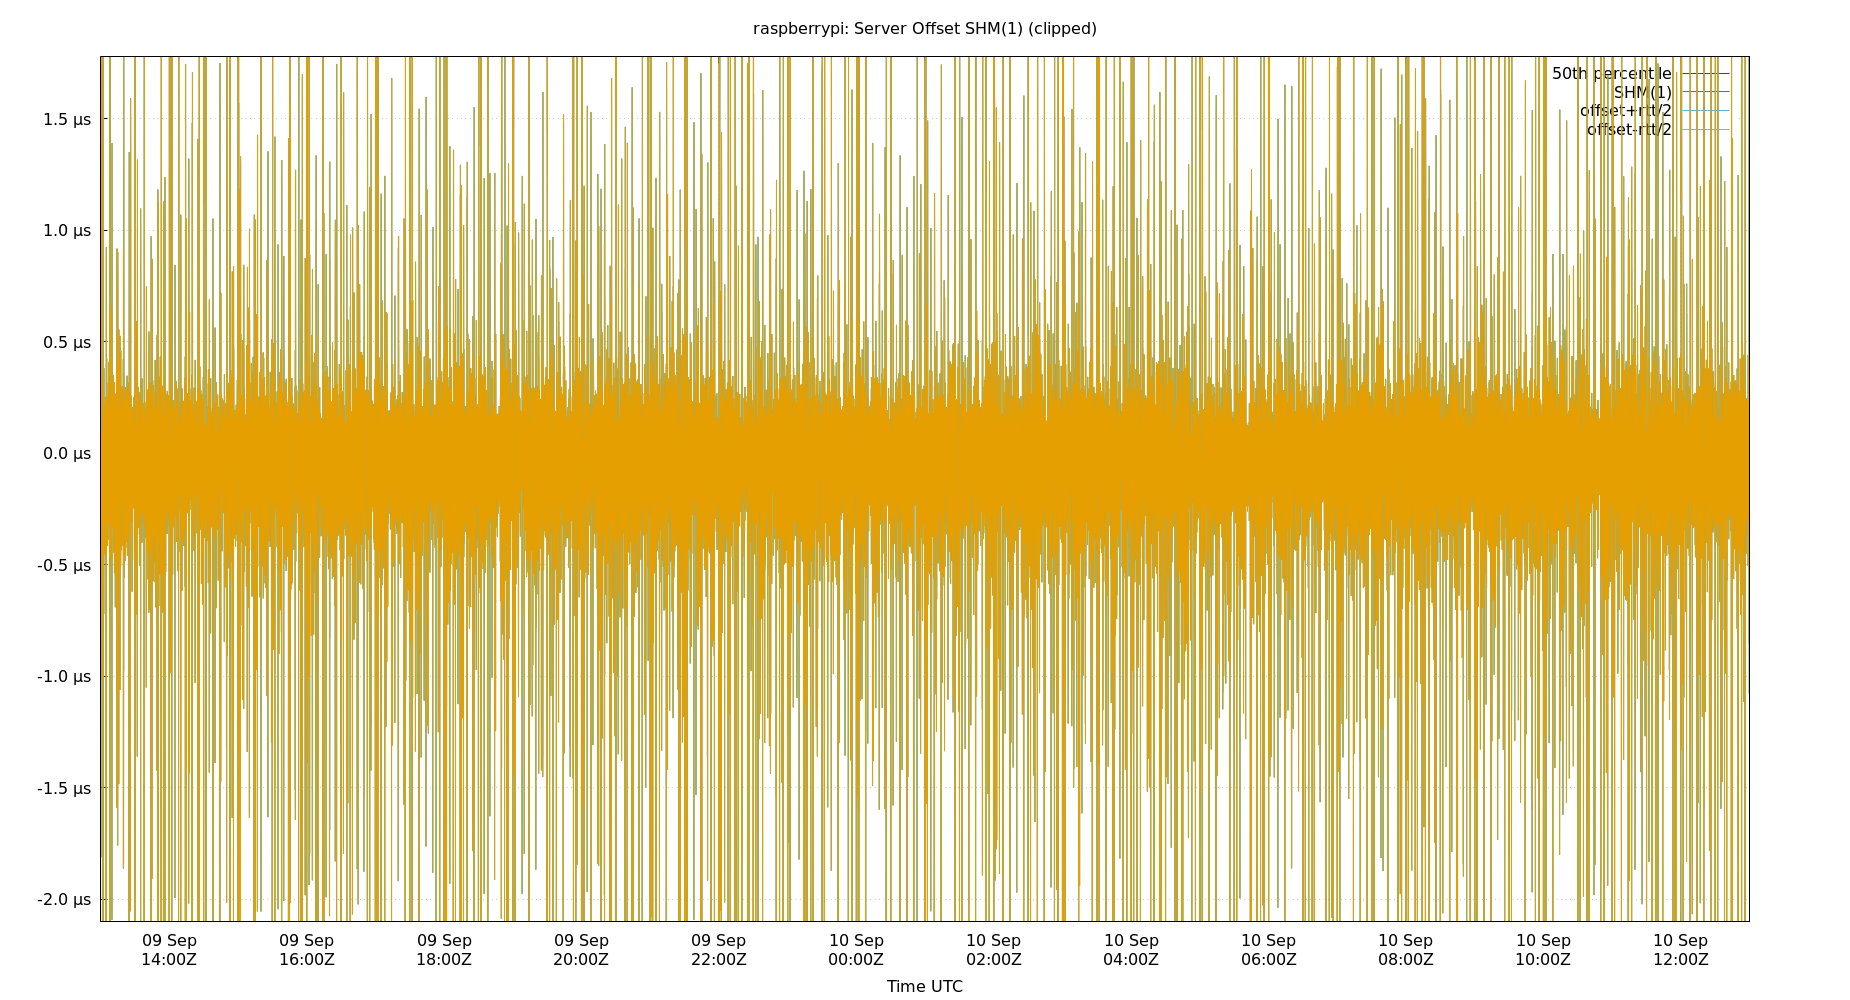 raspberrypi: Server Offset SHM(1) (clipped)
50th percentile
SHM(1)
offset+rtt/2
offset-rtt/2
1.5 µs
1.0 µs
0.5 µs
0.0 µs
-0.5 µs
-1.0 µs
-1.5 µs
-2.0 µs
09 Sep 09 Sep 09 Sep 09 Sep 09 Sep 10 Sep 10 Sep 10 Sep 10 Sep 10 Sep 10 Sep 10 Sep
14:00Z 16:00Z 18:00Z 20:00Z 22:00Z 00:00Z 02:00Z 04:00Z 06:00Z 08:00Z 10:00Z 12:00Z
Time UTC